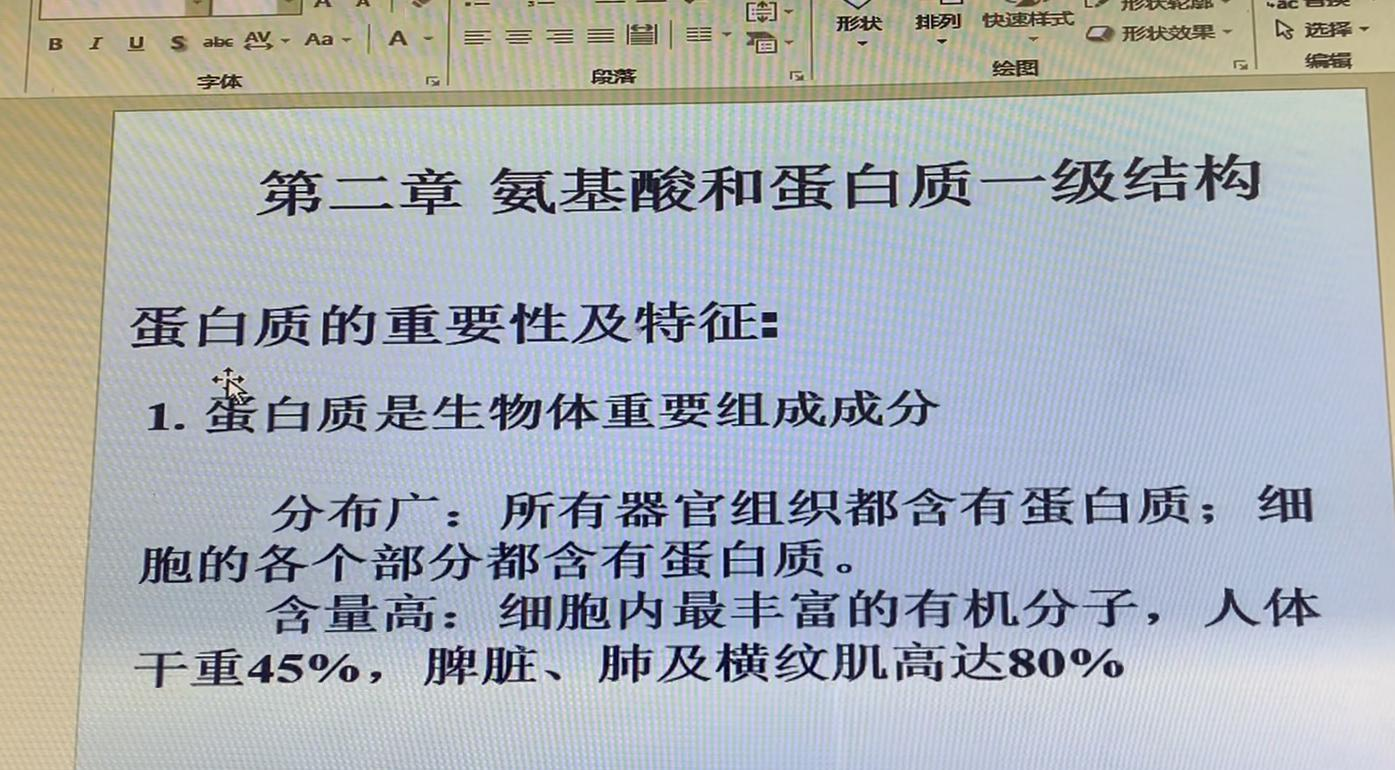 B I U S abc AV Aa A
形状 排列 快速样式 形状效果 选择
字体 段落 绘图 编辑
第二章 氨基酸和蛋白质一级结构
蛋白质的重要性及特征:
1. 蛋白质是生物体重要组成成分
分布广：所有器官组织都含有蛋白质；细
胞的各个部分都含有蛋白质。
含量高：细胞内最丰富的有机分子，人体
干重45%，脾脏、肺及横纹肌高达80%